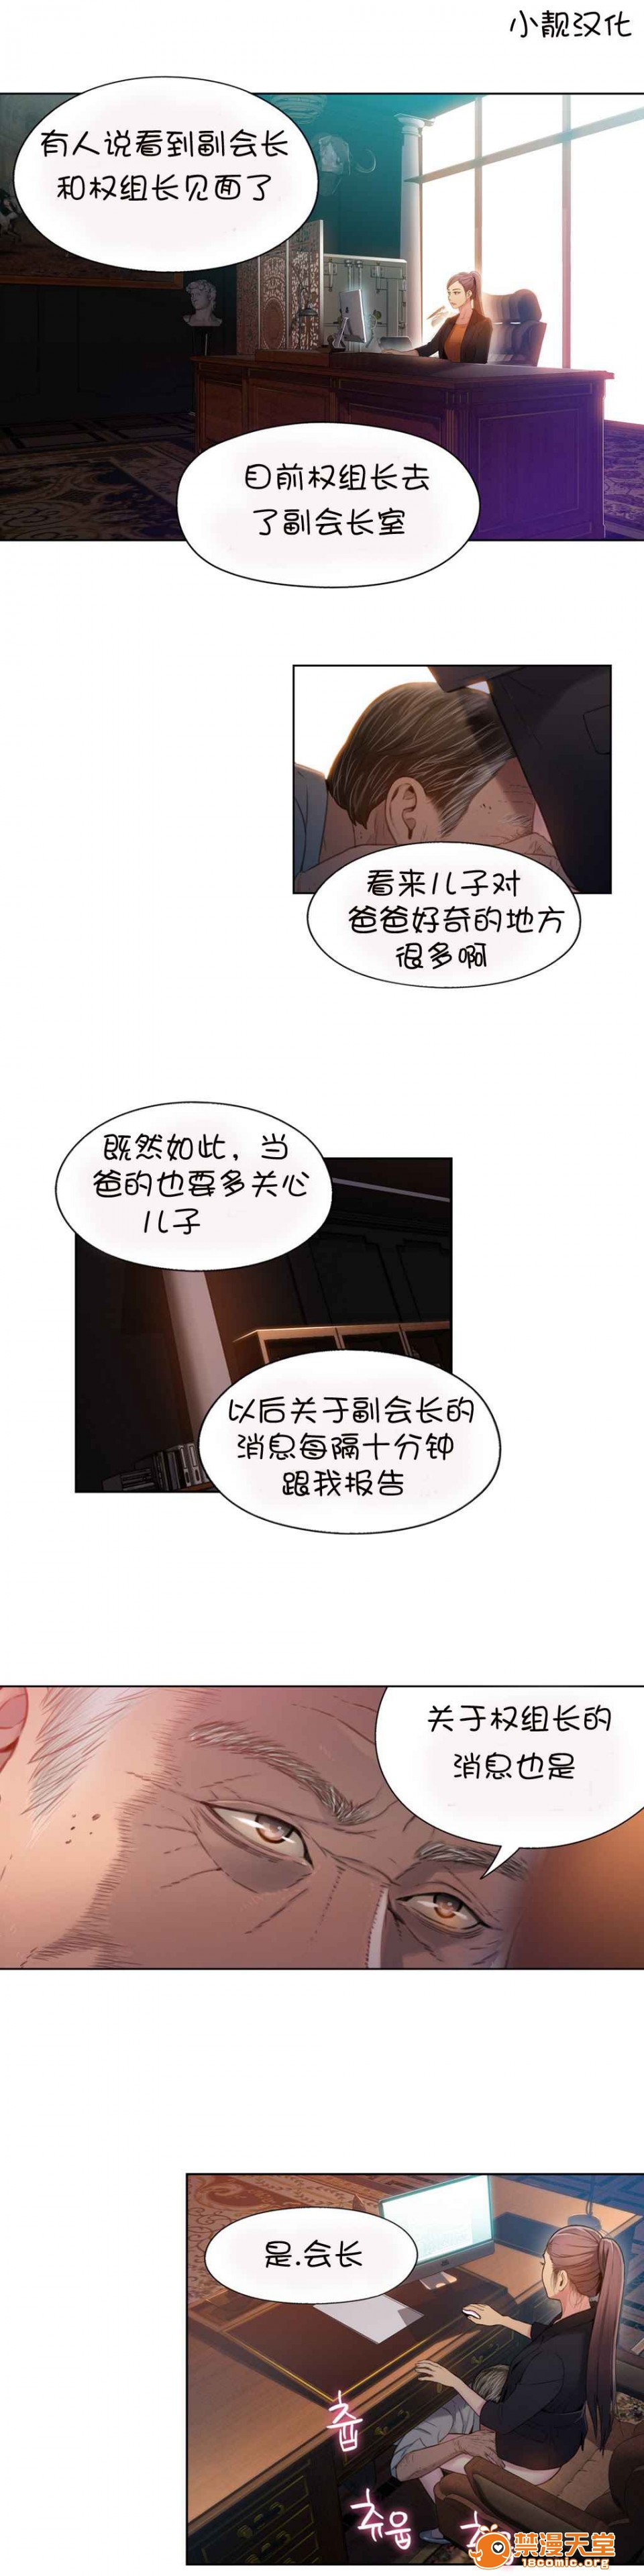 小靓汉化
有人说看到副会长
和权组长见面了
目前权组长去
了副会长室
看来儿子对
爸爸好奇的地方
很多啊
既然如此，当
爸的也要多关心
儿子
以后关于副会长的
消息每隔十分钟
跟我报告
关于权组长的
消息也是
是.会长
츕
츄웁
禁漫天堂
18comic.org